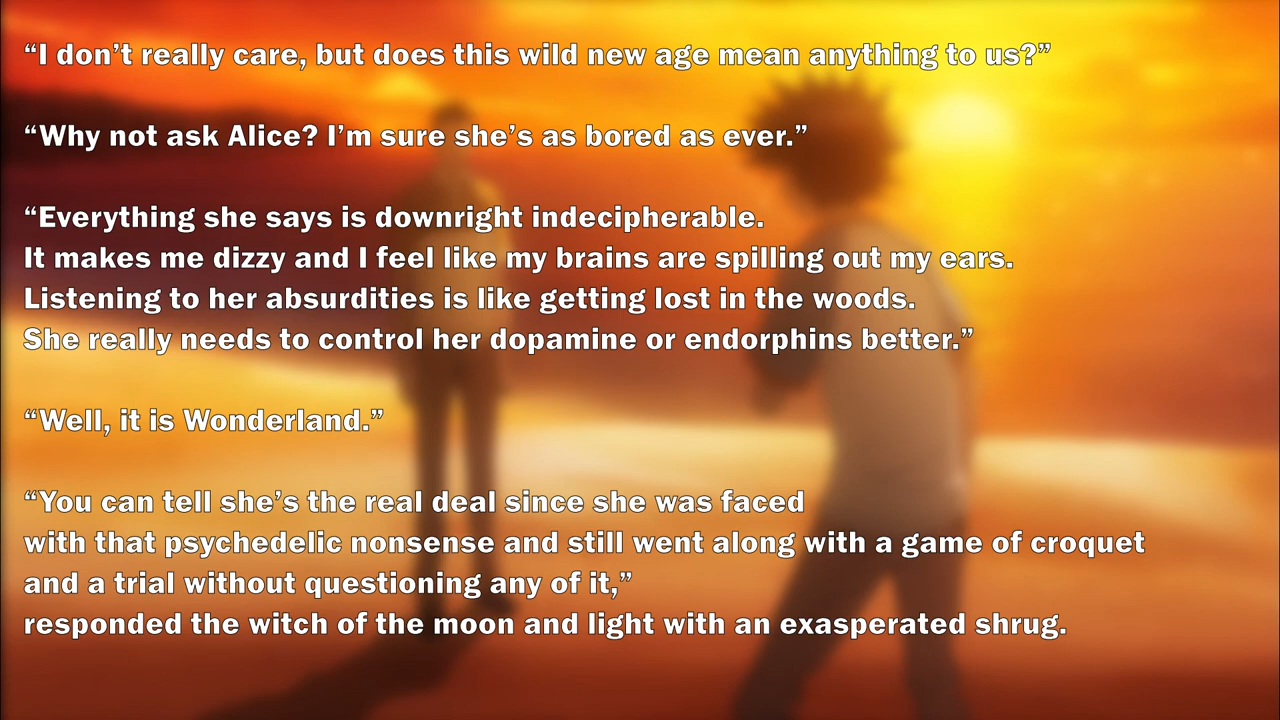 “I don’t really care, but does this wild new age mean anything to us?”
“Why not ask Alice? I’m sure she’s as bored as ever.”
“Everything she says is downright indecipherable.
It makes me dizzy and I feel like my brains are spilling out my ears.
Listening to her absurdities is like getting lost in the woods.
She really needs to control her dopamine or endorphins better.”
“Well, it is Wonderland.”
“You can tell she’s the real deal since she was faced
with that psychedelic nonsense and still went along with a game of croquet
and a trial without questioning any of it,”
responded the witch of the moon and light with an exasperated shrug.